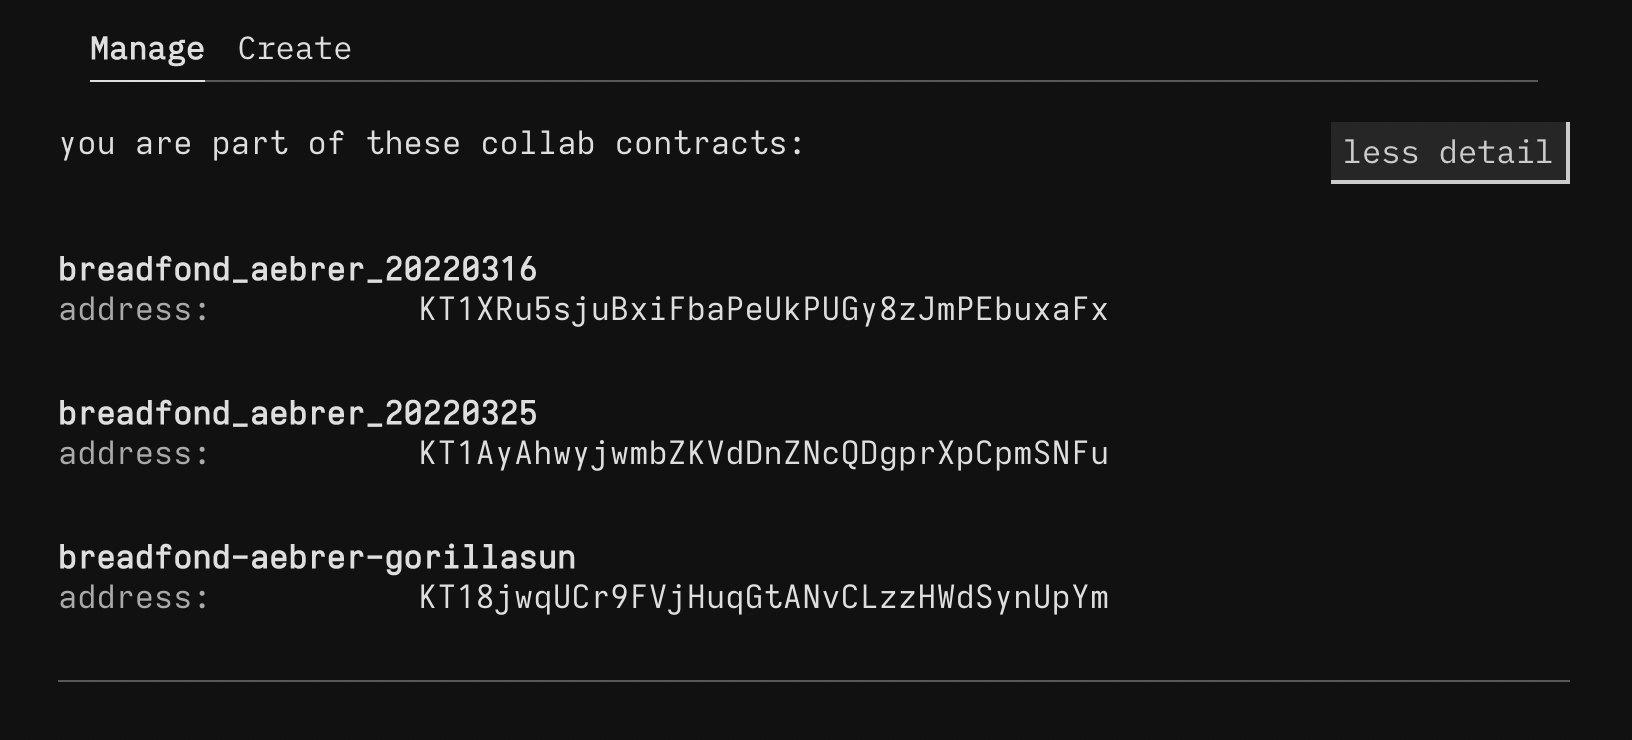 Manage Create
you are part of these collab contracts:
less detail
breadfond_aebrer_20220316
address: KT1XRu5sjuBxiFbaPeUkPUGy8zJmPEbuxaFx
breadfond_aebrer_20220325
address: KT1AyAhwyjwmbZKVdDnZNcQDgprXpCpmSNFu
breadfond-aebrer-gorillasun
address: KT18jwqUCr9FVjHuqGtANvCLzzHWdSynUpYm